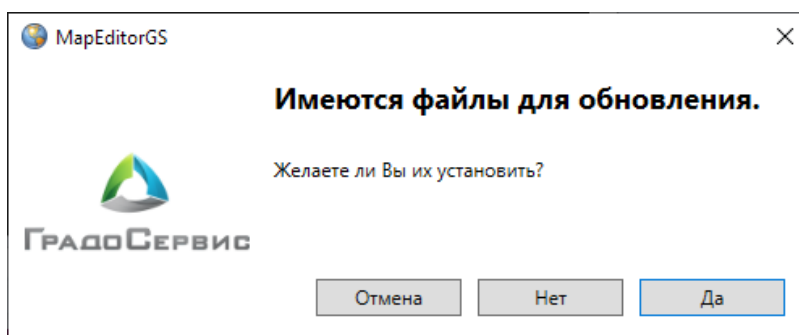 MapEditorGS
Имеются файлы для обновления.
Желаете ли Вы их установить?
ГрадоСервис
Отмена
Нет
Да